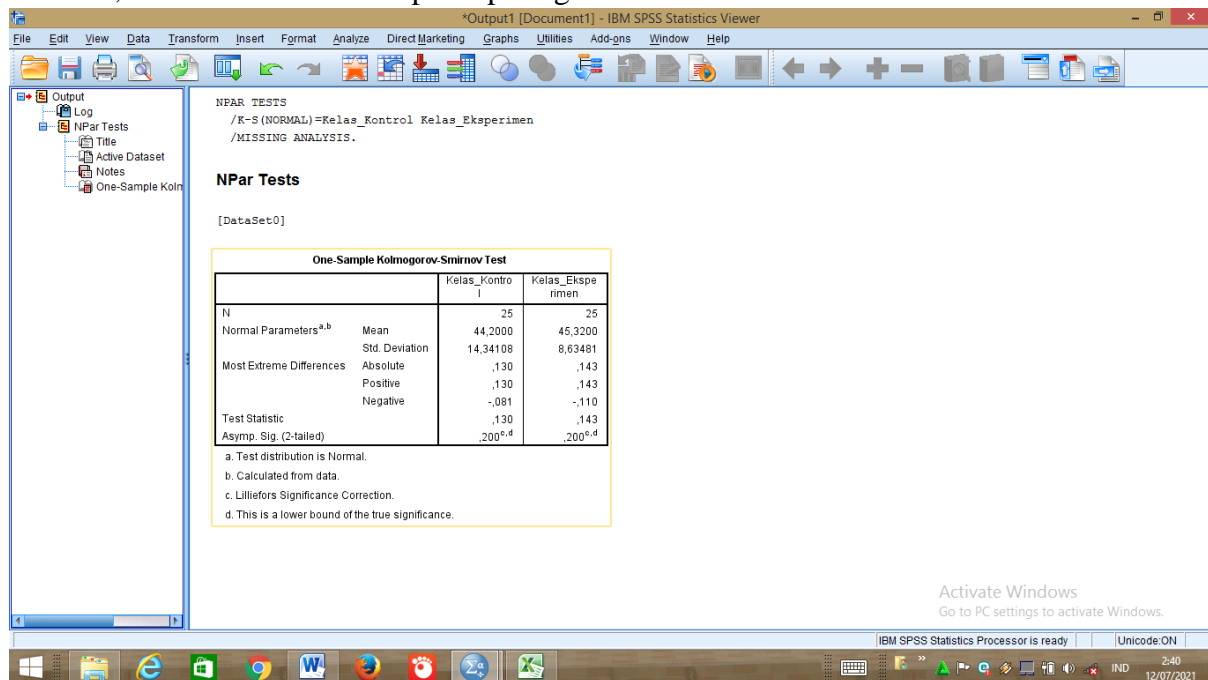 *Output1 [Document1] - IBM SPSS Statistics Viewer
File Edit View Data Transform Insert Format Analyze Direct Marketing Graphs Utilities Add-ons Window Help
Output
Log
NPar Tests
Title
Active Dataset
Notes
One-Sample Kolm
NPAR TESTS
/K-S(NORMAL)=Kelas_Kontrol Kelas_Eksperimen
/MISSING ANALYSIS.
NPar Tests
[DataSet0]
One-Sample Kolmogorov-Smirnov Test
Kelas_Kontro Kelas_Ekspe
l rimen
N 25 25
Normal Parameters a,b Mean 44,2000 45,3200
Std. Deviation 14,34108 8,63481
Most Extreme Differences Absolute ,130 ,143
Positive ,130 ,143
Negative -,081 -,110
Test Statistic ,130 ,143
Asymp. Sig. (2-tailed) ,200 c,d ,200 c,d
a. Test distribution is Normal.
b. Calculated from data.
c. Lilliefors Significance Correction.
d. This is a lower bound of the true significance.
Activate Windows
Go to PC settings to activate Windows.
IBM SPSS Statistics Processor is ready Unicode:ON
IND 2:40
12/07/2021